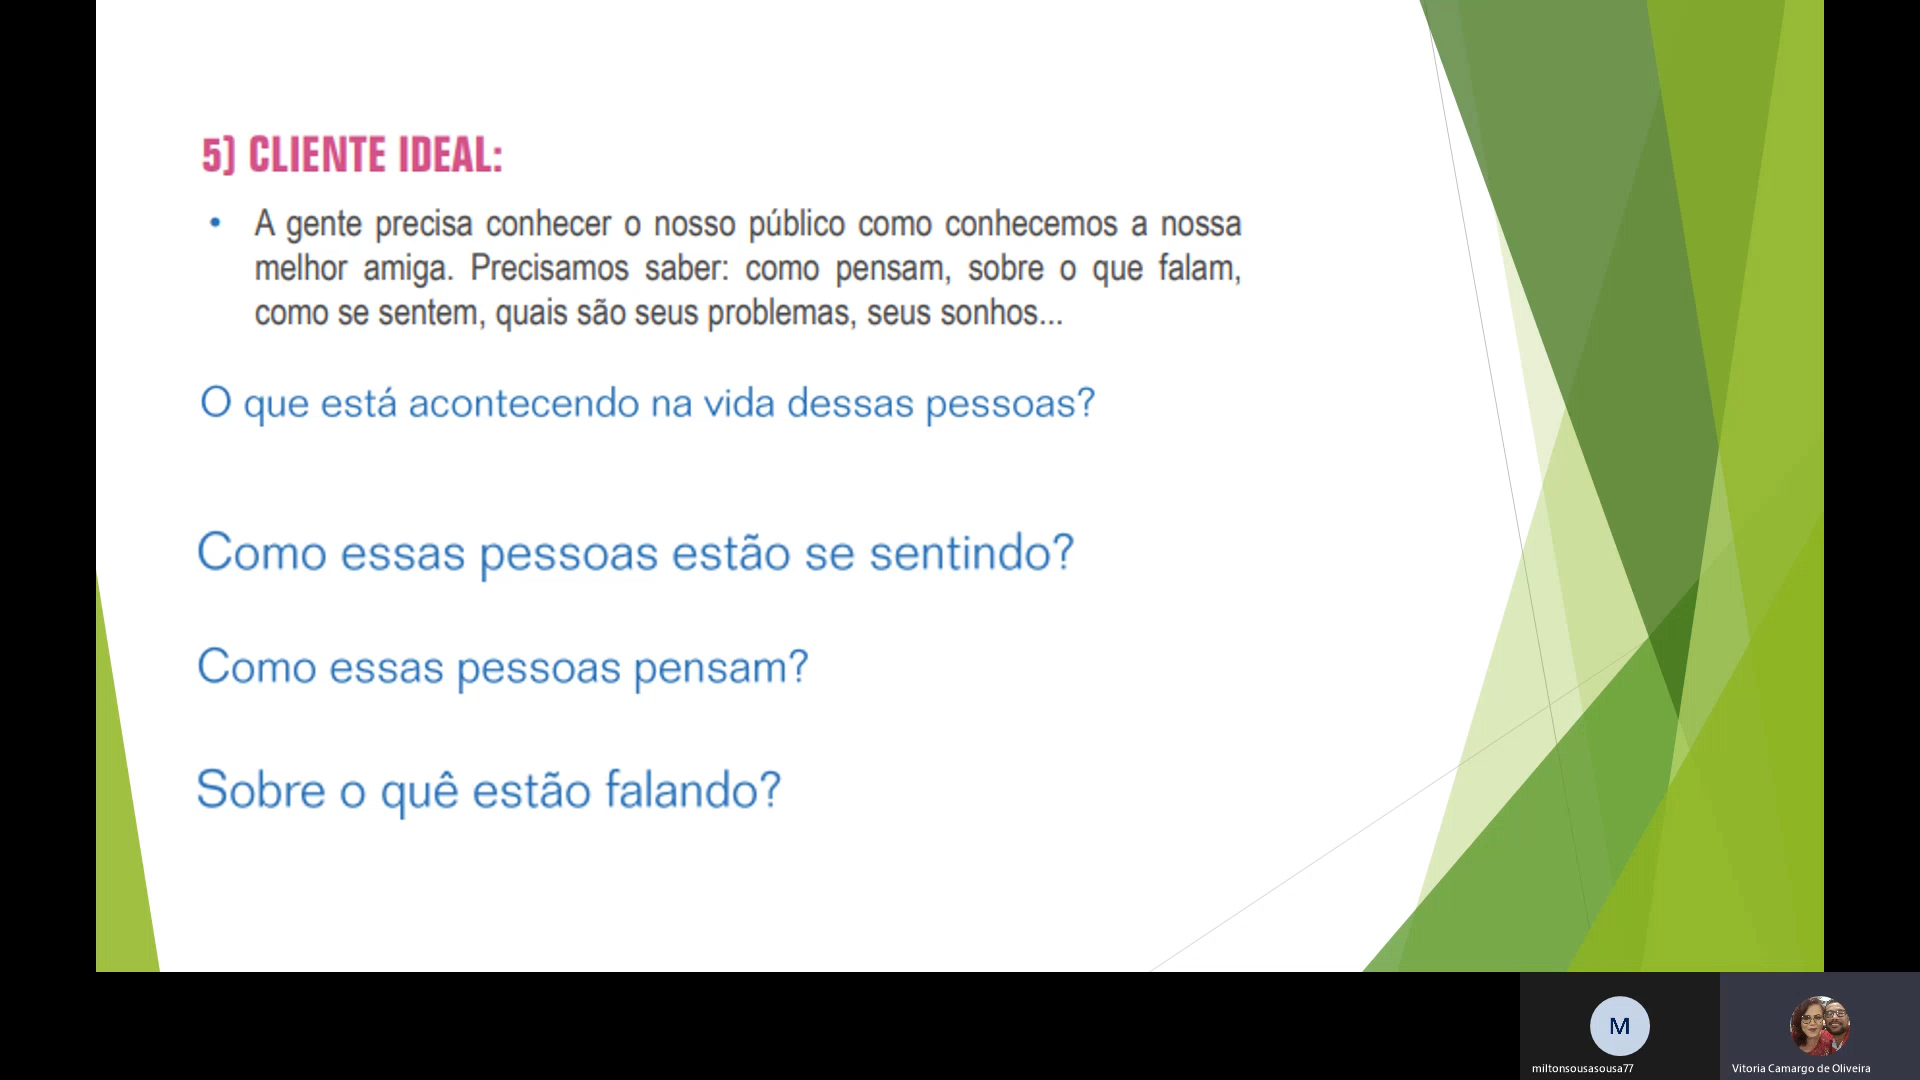 5) CLIENTE IDEAL:
• A gente precisa conhecer o nosso público como conhecemos a nossa
melhor amiga. Precisamos saber: como pensam, sobre o que falam,
como se sentem, quais são seus problemas, seus sonhos...
O que está acontecendo na vida dessas pessoas?
Como essas pessoas estão se sentindo?
Como essas pessoas pensam?
Sobre o quê estão falando?
M
miltonsousasousa77
Vitoria Camargo de Oliveira